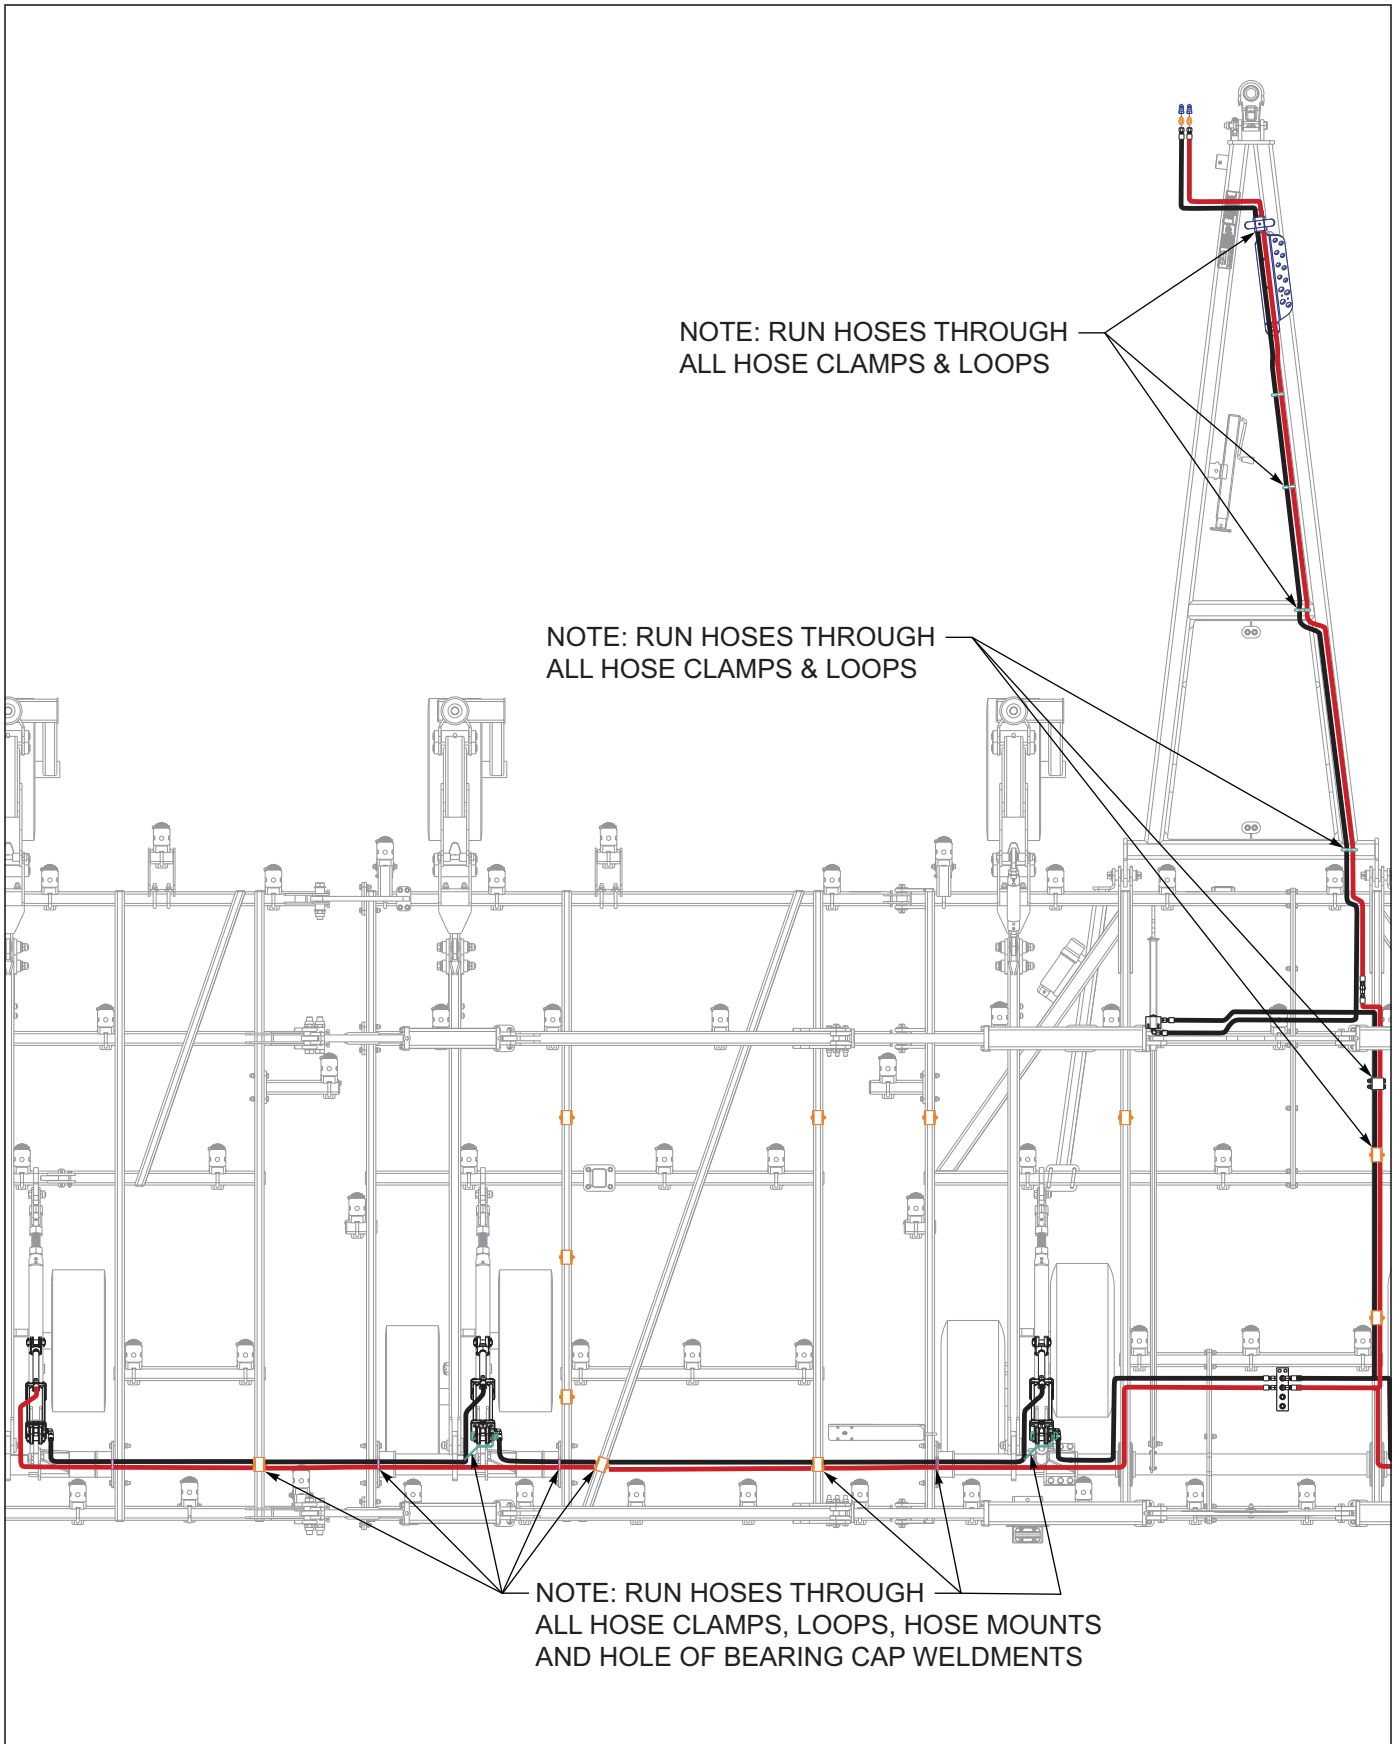 NOTE: RUN HOSES THROUGH
ALL HOSE CLAMPS & LOOPS
NOTE: RUN HOSES THROUGH
ALL HOSE CLAMPS & LOOPS
NOTE: RUN HOSES THROUGH
ALL HOSE CLAMPS, LOOPS, HOSE MOUNTS
AND HOLE OF BEARING CAP WELDMENTS